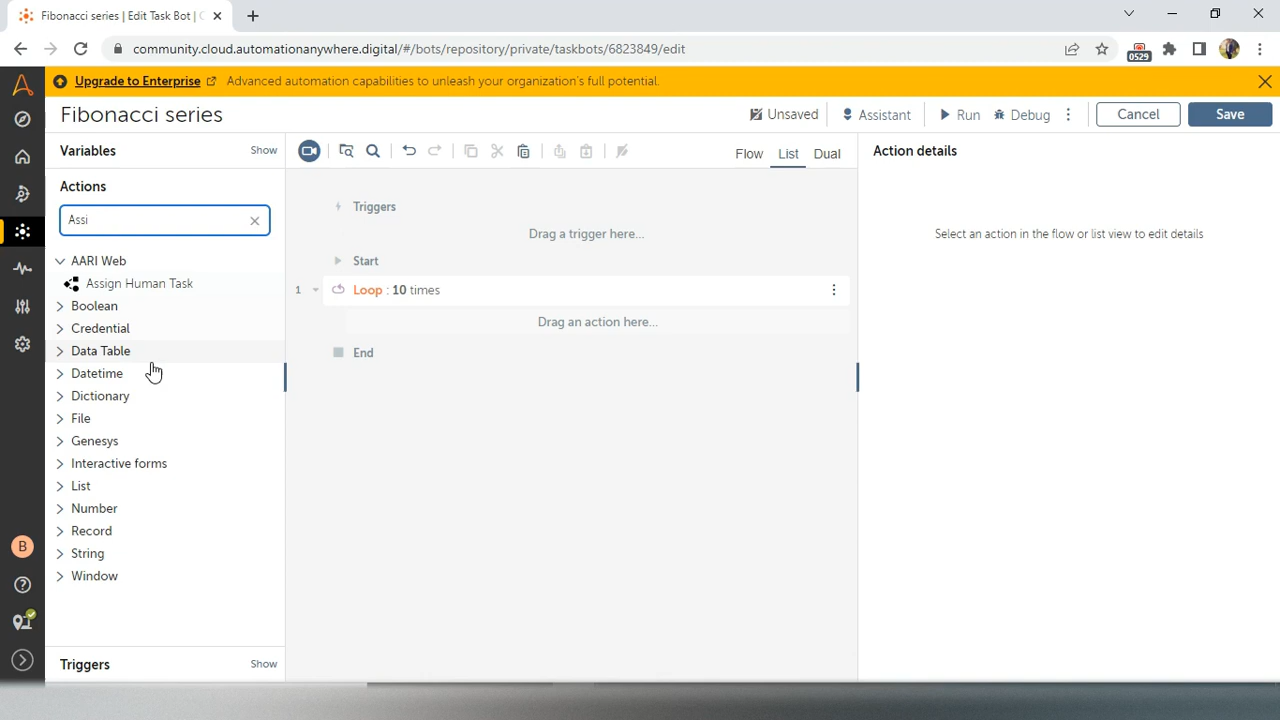 Fibonacci series | Edit Task Bot | C
community.cloud.automationanywhere.digital/#/bots/repository/private/taskbots/6823849/edit
0529
Upgrade to Enterprise
Advanced automation capabilities to unleash your organization's full potential.
Fibonacci series
Unsaved
Assistant
Run
Debug
Cancel
Save
Variables
Show
Flow
List
Dual
Action details
Actions
Assi
Triggers
Drag a trigger here...
Select an action in the flow or list view to edit details
AARI Web
Start
Assign Human Task
1
Loop : 10 times
Boolean
Credential
Drag an action here...
Data Table
End
Datetime
Dictionary
File
Genesys
Interactive forms
List
Number
Record
String
B
Window
Triggers
Show